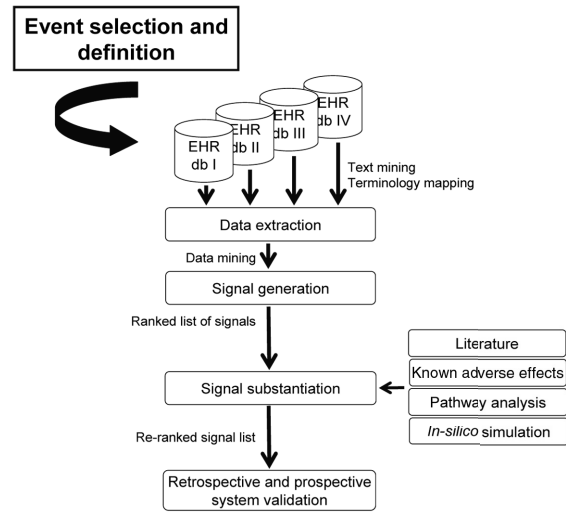 Event selection and
definition
EHR
db I
EHR
db II
EHR
db III
EHR
db IV
Text mining
Terminology mapping
Data extraction
Data mining
Signal generation
Ranked list of signals
Literature
Known adverse effects
Signal substantiation
Pathway analysis
In-silico simulation
Re-ranked signal list
Retrospective and prospective
system validation